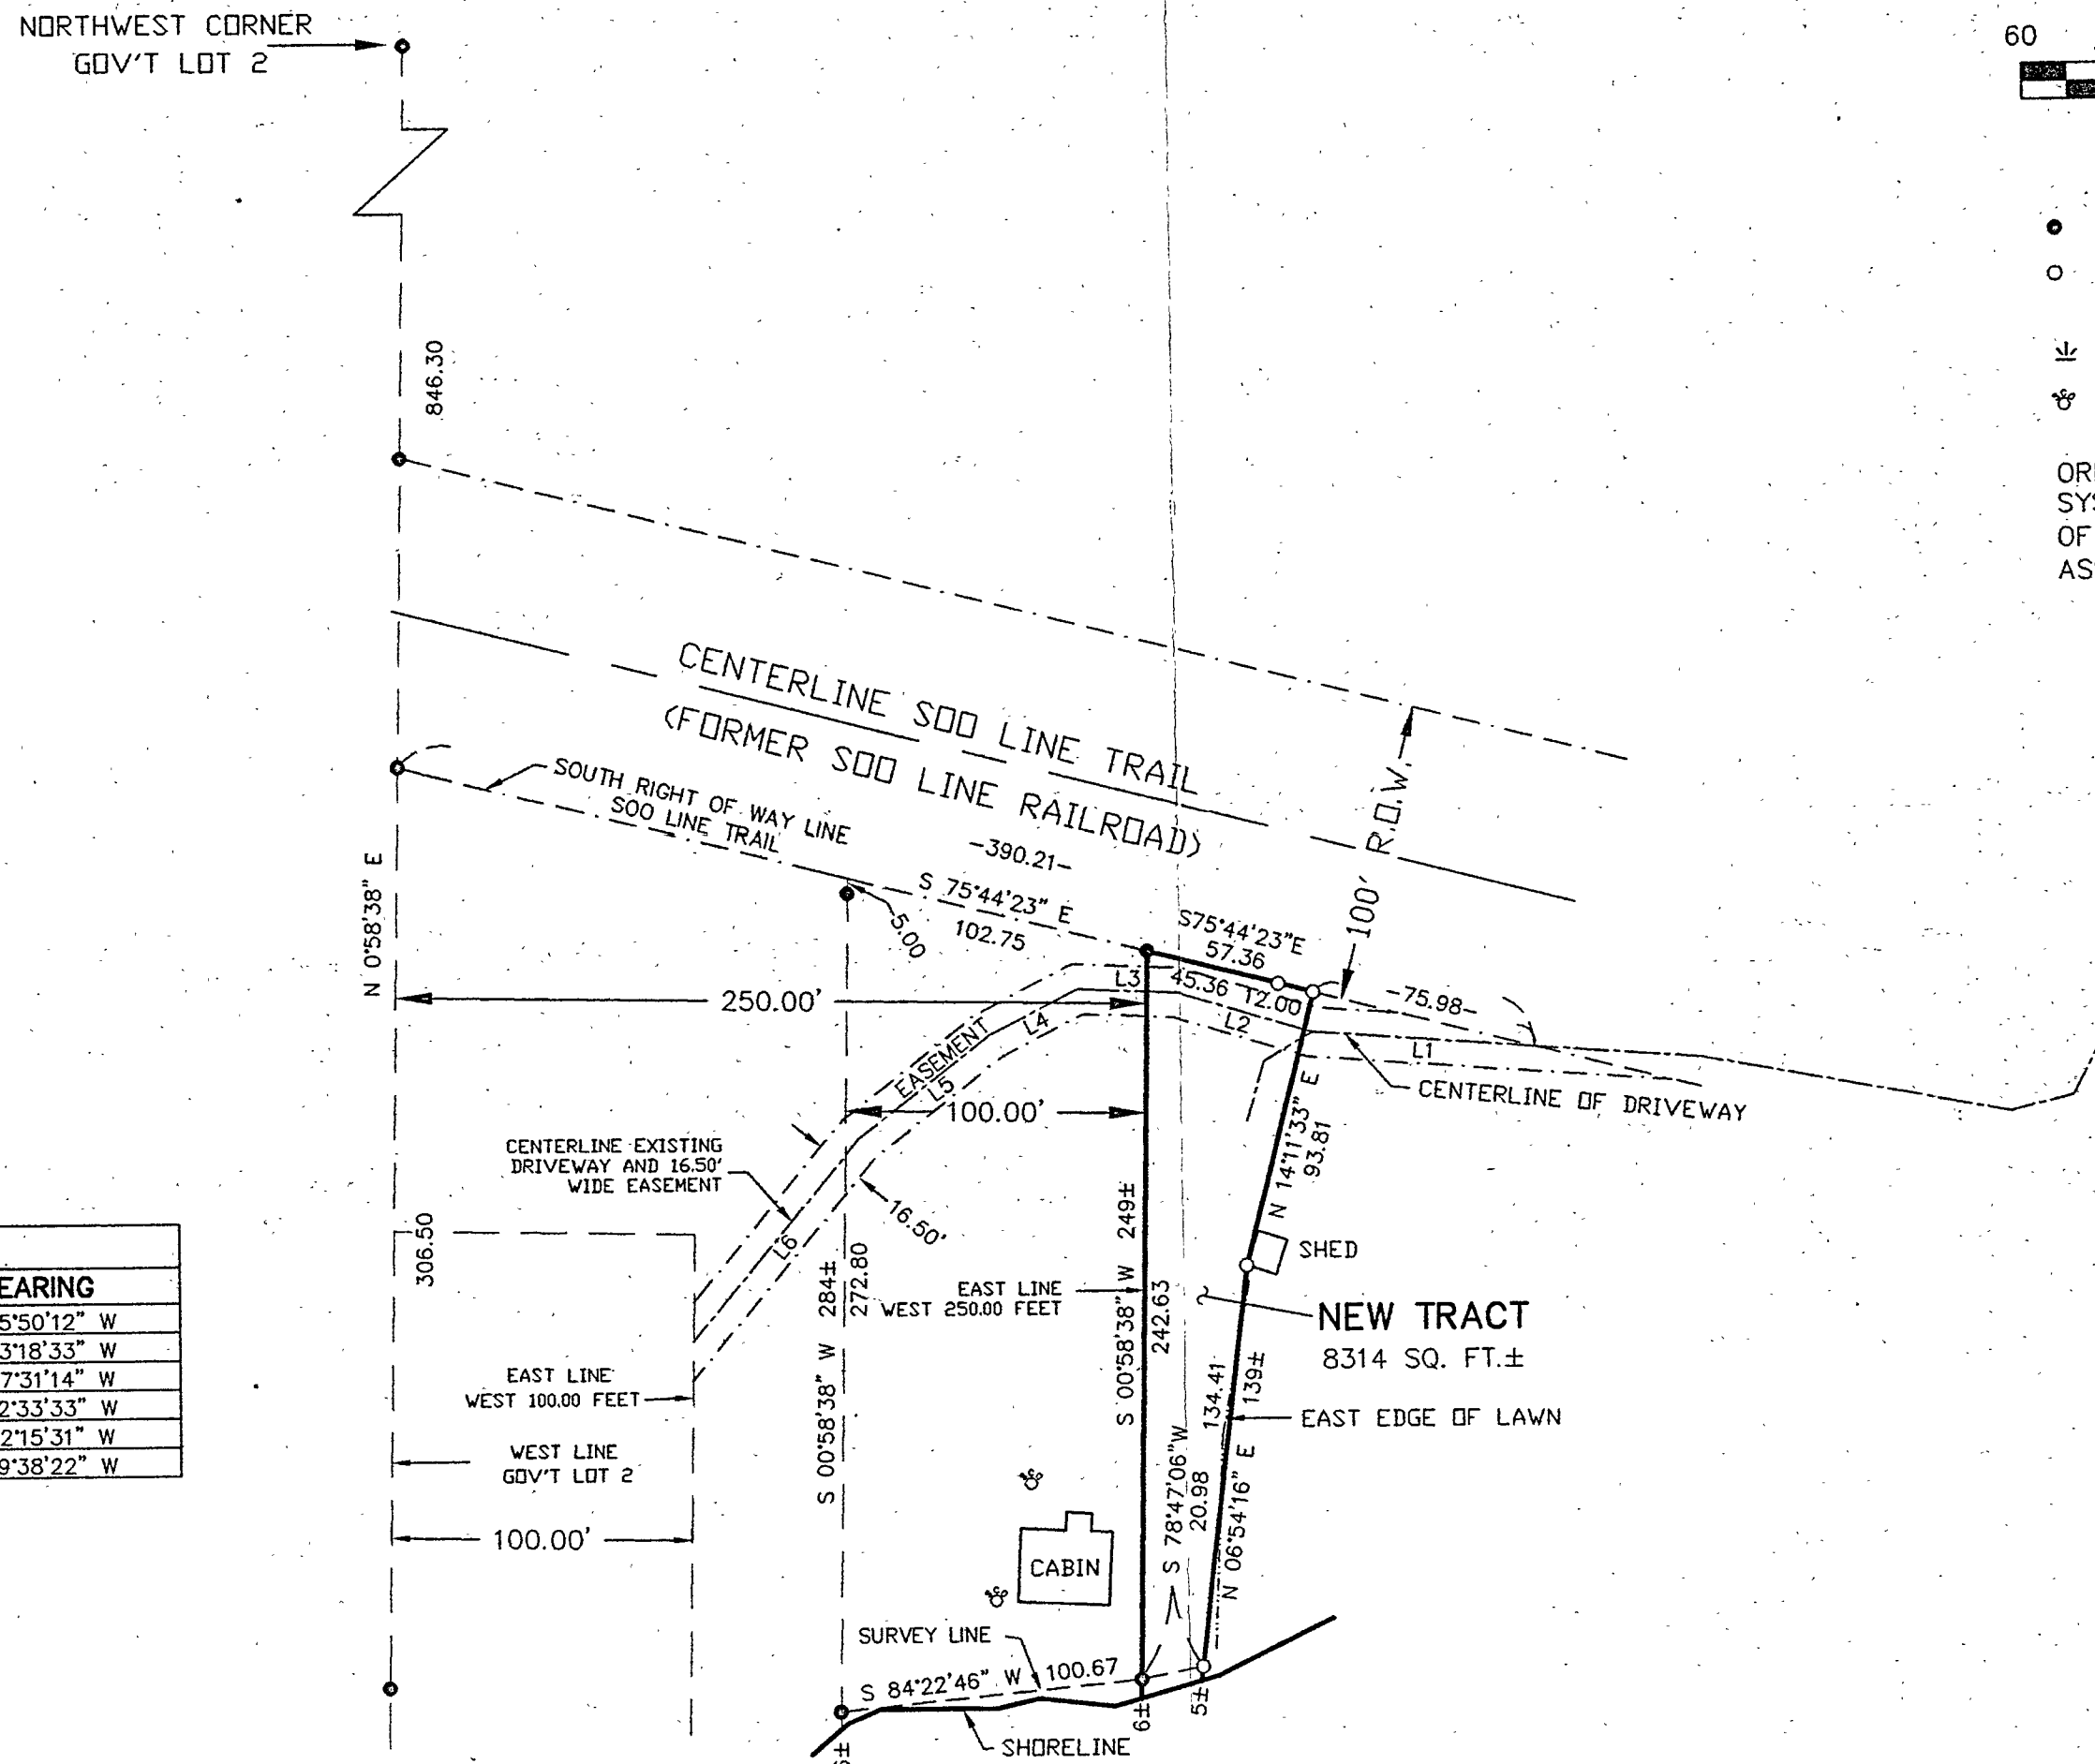 NORTHWEST CORNER
GOV'T LOT 2
60
846.30
CENTERLINE SOO LINE TRAIL
(FORMER SOO LINE RAILROAD)
SOUTH RIGHT OF WAY LINE
SOO LINE TRAIL
-390.21-
S 75°44'23" E
102.75
5.00
S75°44'23"E
57.36
45.36
12.00
100' R.O.W.
-75.98-
N 0°58'38" E
250.00'
L3
L4
L2
L1
EASEMENT
L5
100.00'
CENTERLINE OF DRIVEWAY
CENTERLINE EXISTING
DRIVEWAY AND 16.50'
WIDE EASEMENT
16.50'
L6
306.50
N 14°11'33" E
93.81
SHED
S 00°58'38" W 284±
272.80
EAST LINE
WEST 250.00 FEET
S 00°58'38" W 249±
242.63
NEW TRACT
8314 SQ. FT.±
134.41
139±
EAST EDGE OF LAWN
N 06°54'16" E
S 78°47'06"W
20.98
EAST LINE
WEST 100.00 FEET
WEST LINE
GOV'T LOT 2
100.00'
CABIN
SURVEY LINE
S 84°22'46" W 100.67
6±
5±
SHORELINE
EARING
5°50'12" W
3°18'33" W
7°31'14" W
2°33'33" W
2°15'31" W
9°38'22" W
OF